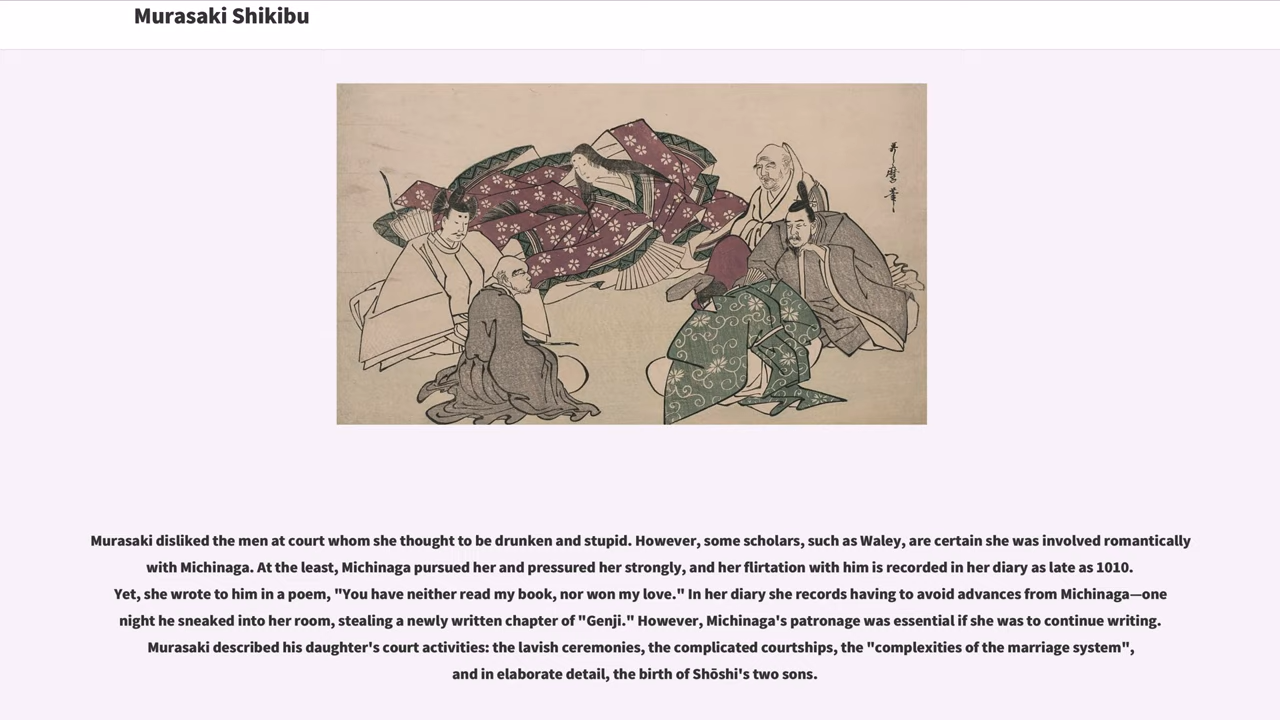 Murasaki Shikibu
哥麿筆
Murasaki disliked the men at court whom she thought to be drunken and stupid. However, some scholars, such as Waley, are certain she was involved romantically
with Michinaga. At the least, Michinaga pursued her and pressured her strongly, and her flirtation with him is recorded in her diary as late as 1010.
Yet, she wrote to him in a poem, "You have neither read my book, nor won my love." In her diary she records having to avoid advances from Michinaga—one
night he sneaked into her room, stealing a newly written chapter of "Genji." However, Michinaga's patronage was essential if she was to continue writing.
Murasaki described his daughter's court activities: the lavish ceremonies, the complicated courtships, the "complexities of the marriage system",
and in elaborate detail, the birth of Shōshi's two sons.